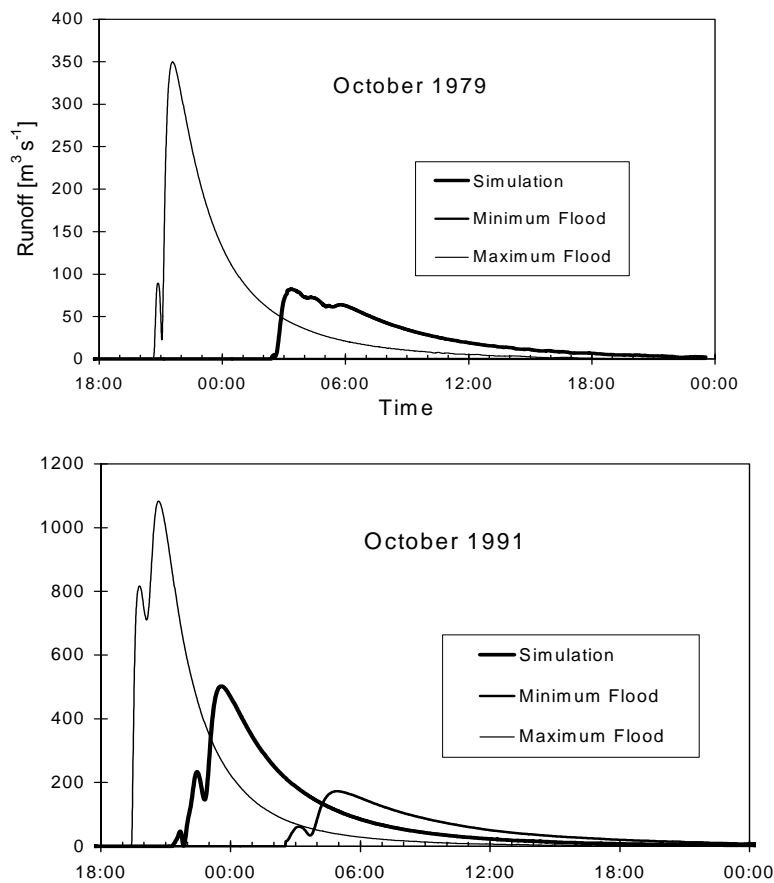 400
350
300
250
200
150
100
50
0
Runoff [m³ s⁻¹]
October 1979
Simulation
Minimum Flood
Maximum Flood
18:00 00:00 06:00 12:00 18:00 00:00
Time
1200
1000
800
600
400
200
0
October 1991
Simulation
Minimum Flood
Maximum Flood
18:00 00:00 06:00 12:00 18:00 00:00